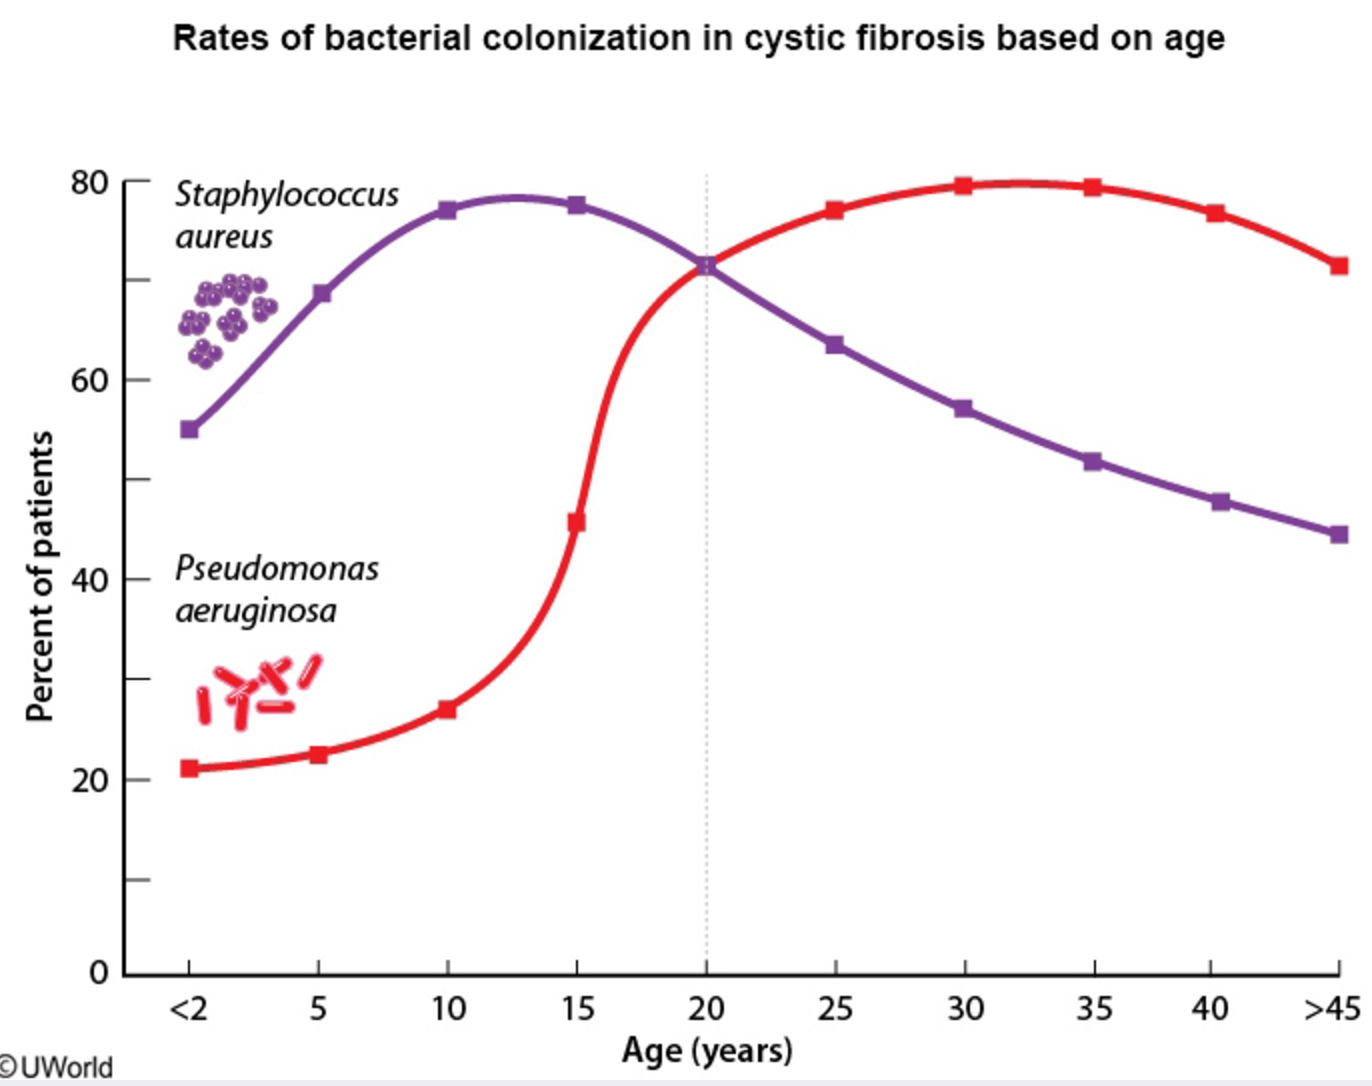 Rates of bacterial colonization in cystic fibrosis based on age
80
Staphylococcus
aureus
60
Percent of patients
40
Pseudomonas
aeruginosa
20
0
<2 5 10 15 20 25 30 35 40 >45
Age (years)
©UWorld